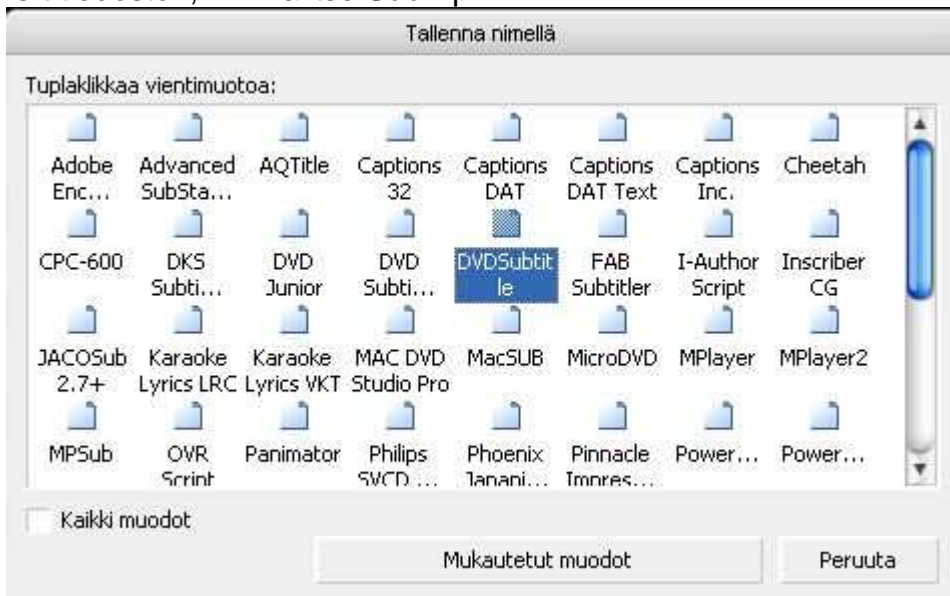 Tallenna nimellä
Tuplaklikkaa vientimuotoa:
Adobe Advanced AQTitle Captions Captions Captions Captions Cheetah
Enc... SubSta... 32 DAT DAT Text Inc.
CPC-600 DKS DVD DVD DVDSubtit FAB I-Author Inscriber
Subti... Junior Subti... le Subtitler Script CG
JACOSub Karaoke Karaoke MAC DVD MacSUB MicroDVD MPlayer MPlayer2
2.7+ Lyrics LRC Lyrics VKT Studio Pro
MPSub OVR Panimator Philips Phoenix Pinnacle Power... Power...
Script SVCD ... Japani... Impres...
Kaikki muodot
Mukautetut muodot Peruuta